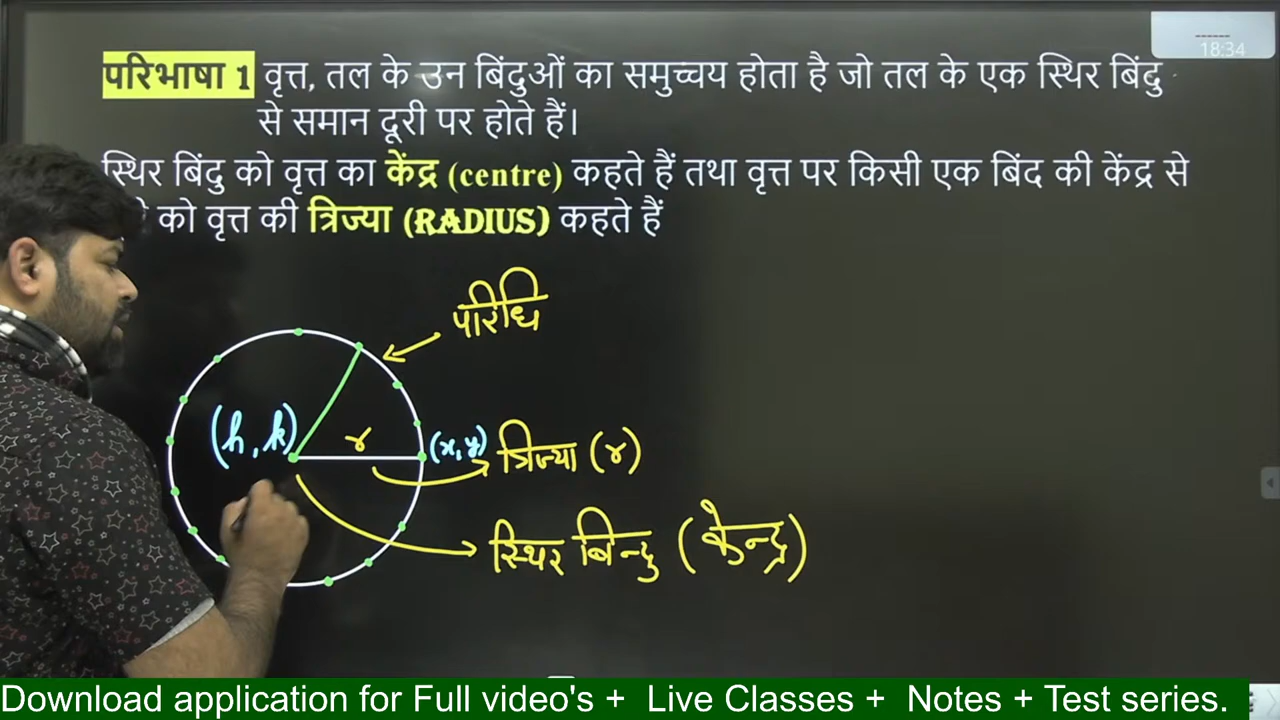 18:34
परिभाषा 1 वृत्त, तल के उन बिंदुओं का समुच्चय होता है जो तल के एक स्थिर बिंदु
से समान दूरी पर होते हैं।
स्थिर बिंदु को वृत्त का केंद्र (centre) कहते हैं तथा वृत्त पर किसी एक बिंद की केंद्र से
को वृत्त की त्रिज्या (RADIUS) कहते हैं
परिधि
(h, k) r (x, y) त्रिज्या (r)
स्थिर बिन्दु (केन्द्र)
Download application for Full video's + Live Classes + Notes + Test series.